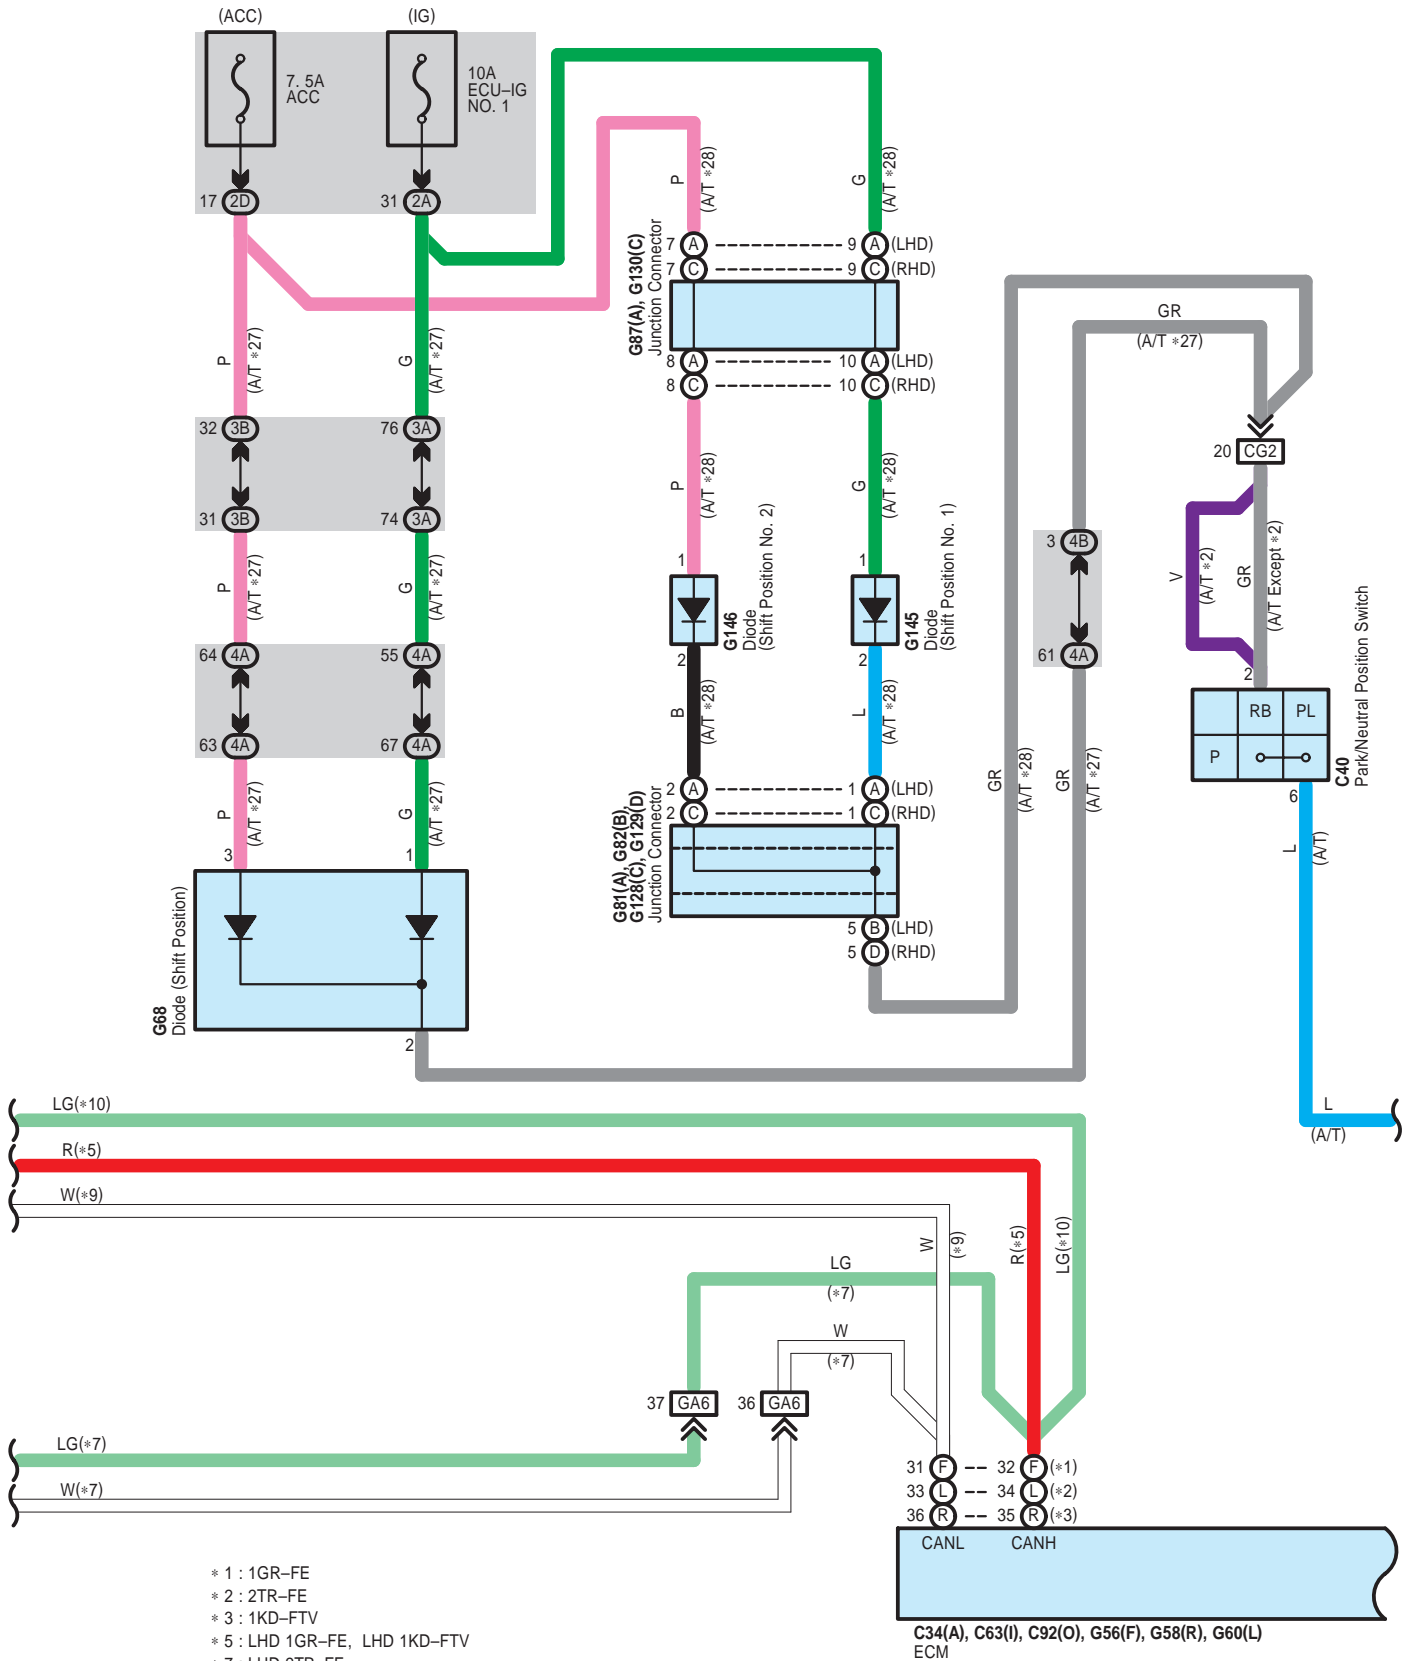 (ACC)
(IG)
7. 5A
ACC
10A
ECU–IG
NO. 1
17 2D
31 2A
P
(A/T *28)
G
(A/T *28)
7 A 9 A (LHD)
7 C 9 C (RHD)
G87(A), G130(C)
Junction Connector
8 A 10 A (LHD)
8 C 10 C (RHD)
P
(A/T *27)
G
(A/T *27)
32 3B
76 3A
31 3B
74 3A
P
(A/T *27)
G
(A/T *27)
64 4A
55 4A
63 4A
67 4A
P
(A/T *27)
G
(A/T *27)
3
1
G68
Diode (Shift Position)
2
P
(A/T *28)
G
(A/T *28)
1
1
G146
Diode
(Shift Position No. 2)
G145
Diode
(Shift Position No. 1)
2
2
B
(A/T *28)
L
(A/T *28)
2 A 1 A (LHD)
2 C 1 C (RHD)
G81(A), G82(B),
G128(C), G129(D)
Junction Connector
5 B (LHD)
5 D (RHD)
GR
(A/T *28)
GR
(A/T *27)
GR
(A/T *27)
3 4B
61 4A
20 CG2
V
(A/T *2)
GR
(A/T Except *2)
2
RB PL
P
C40
Park/Neutral Position Switch
6
L
(A/T)
L
(A/T)
LG(*10)
R(*5)
W(*9)
W
(*9)
R(*5)
LG(*10)
LG
(*7)
W
(*7)
37 GA6
36 GA6
LG(*7)
W(*7)
31 F 32 F (*1)
33 L 34 L (*2)
36 R 35 R (*3)
CANL CANH
C34(A), C63(I), C92(O), G56(F), G58(R), G60(L)
ECM
* 1 : 1GR–FE
* 2 : 2TR–FE
* 3 : 1KD–FTV
* 5 : LHD 1GR–FE, LHD 1KD–FTV
* 7 : LHD 2TR–FE